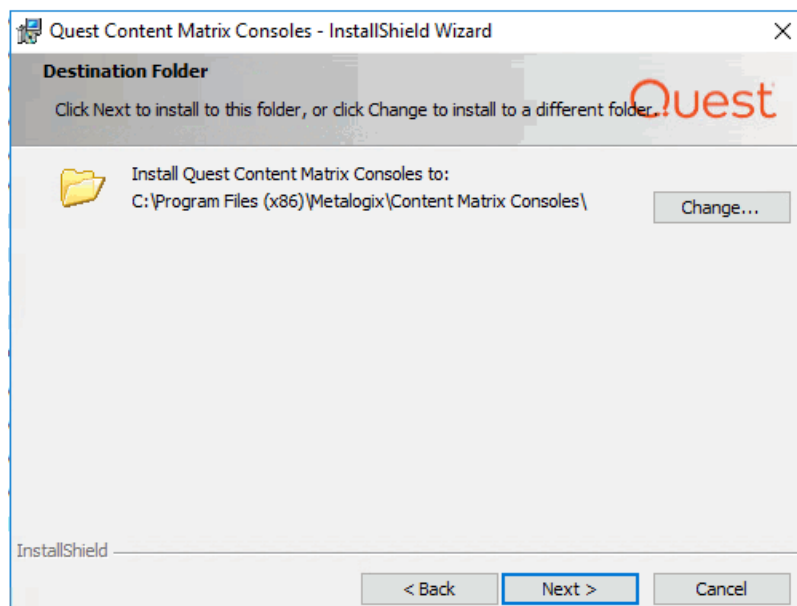 Quest Content Matrix Consoles - InstallShield Wizard
Destination Folder
Click Next to install to this folder, or click Change to install to a different folder.
Quest
Install Quest Content Matrix Consoles to:
C:\Program Files (x86)\Metalogix\Content Matrix Consoles\
Change...
InstallShield
< Back
Next >
Cancel